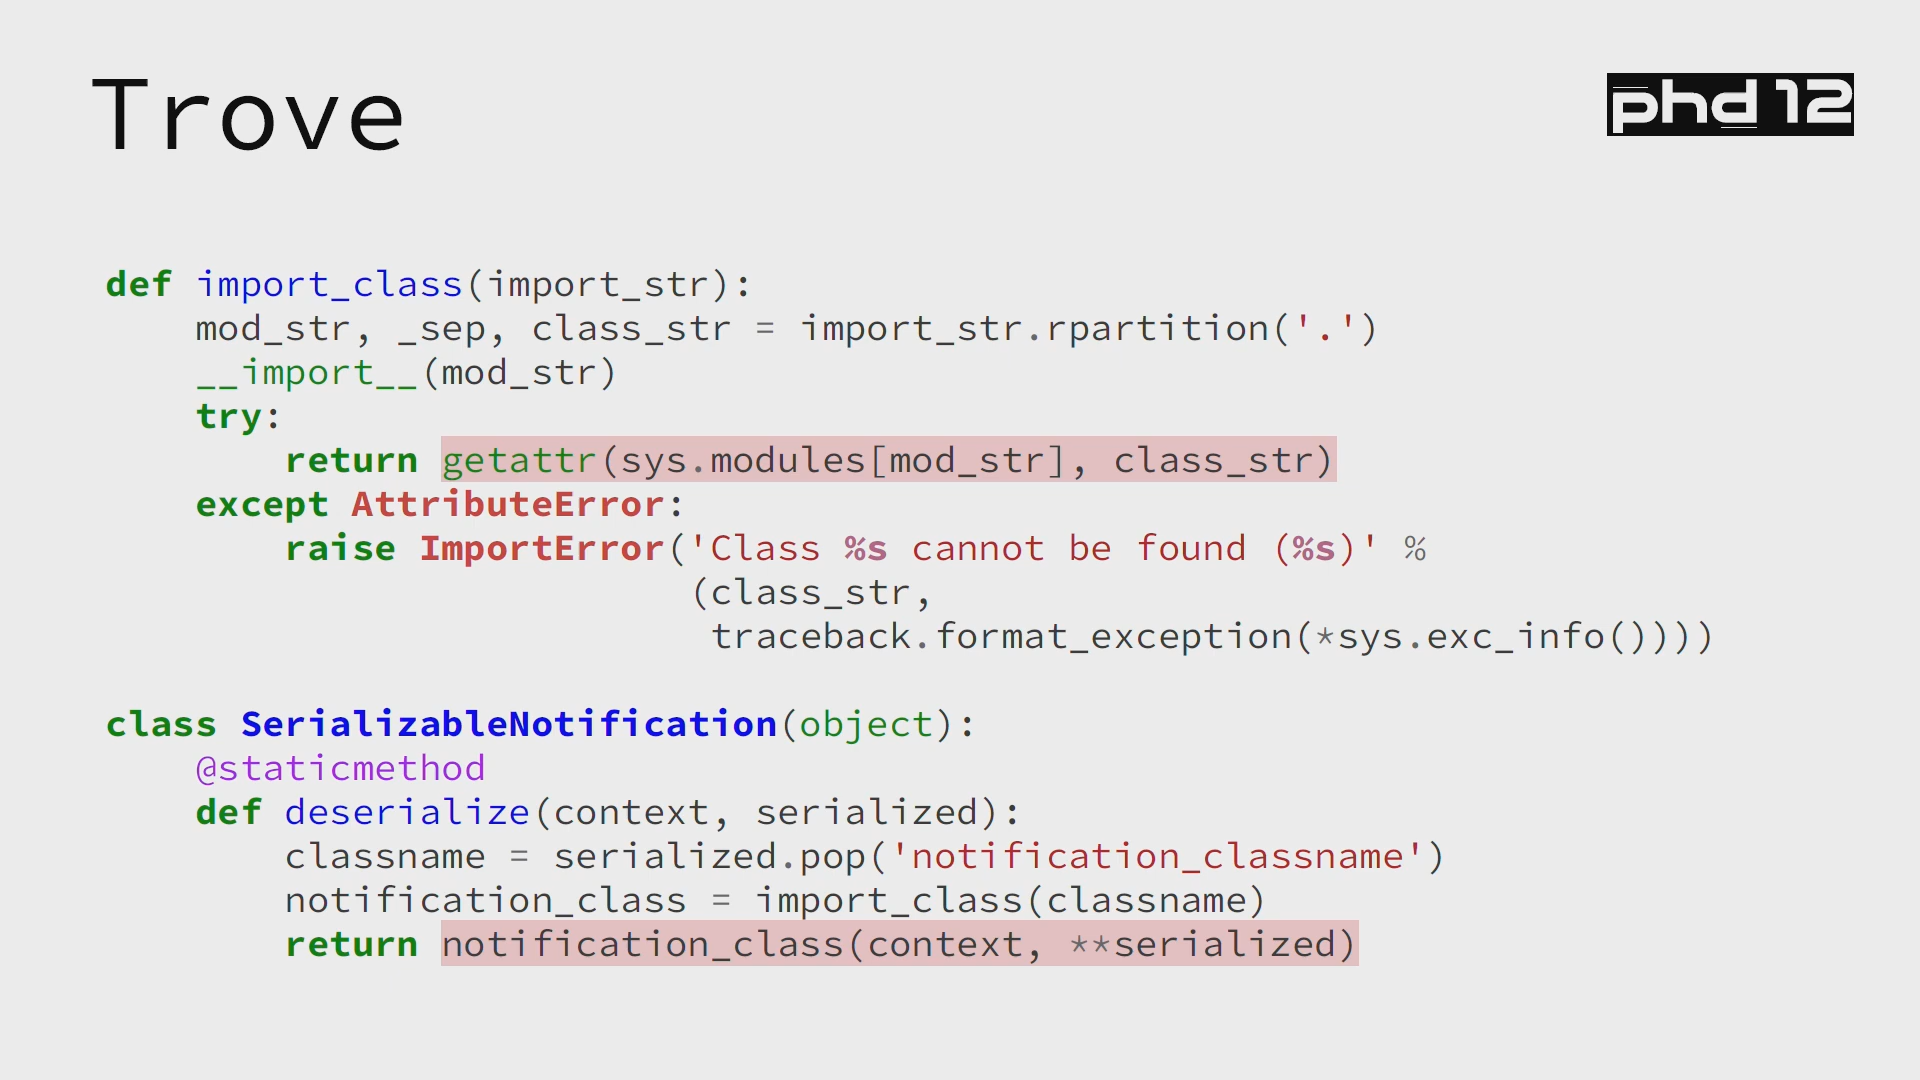 Trove
phd 12
def import_class(import_str):
    mod_str, _sep, class_str = import_str.rpartition('.')
    __import__(mod_str)
    try:
        return getattr(sys.modules[mod_str], class_str)
    except AttributeError:
        raise ImportError('Class %s cannot be found (%s)' %
                          (class_str,
                           traceback.format_exception(*sys.exc_info())))
class SerializableNotification(object):
    @staticmethod
    def deserialize(context, serialized):
        classname = serialized.pop('notification_classname')
        notification_class = import_class(classname)
        return notification_class(context, **serialized)